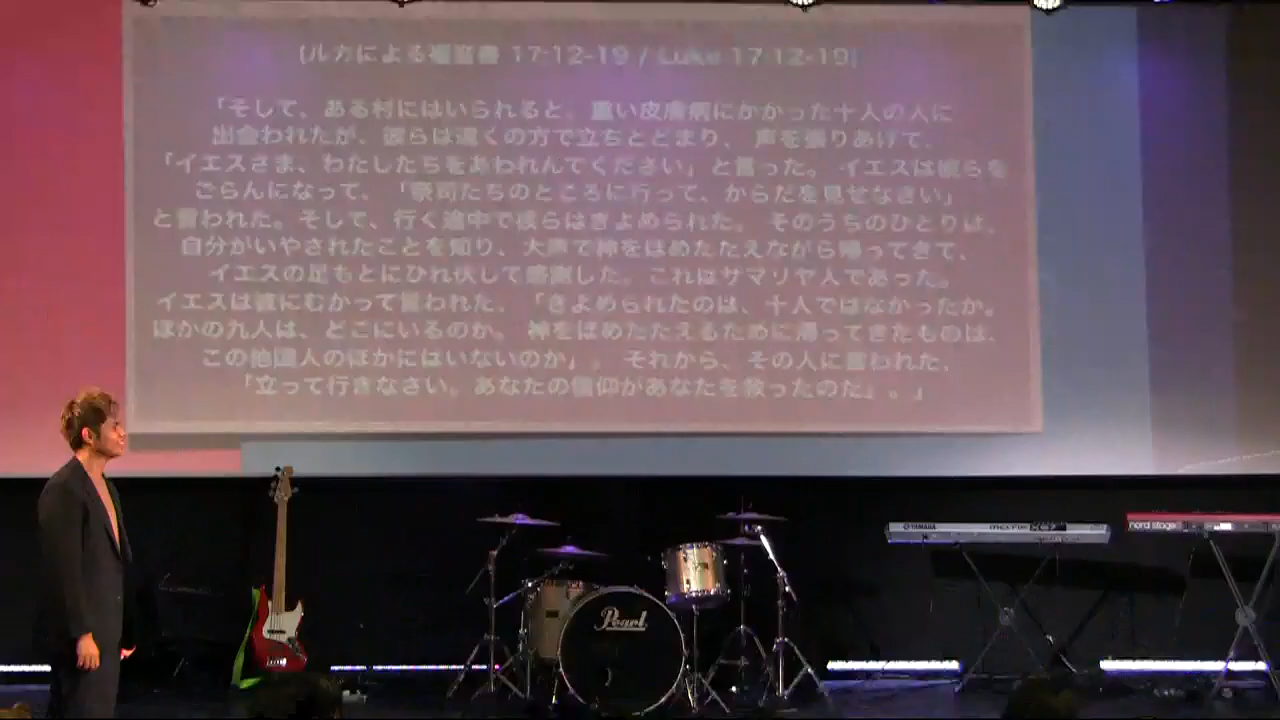 (ルカによる福音書 17:12-19 / Luke 17:12-19)
「そして、ある村にはいられると、重い皮膚病にかかった十人の人に
出会われたが、彼らは遠くの方で立ちとどまり、 声を張りあげて、
「イエスさま、わたしたちをあわれんでください」と言った。 イエスは彼らを
ごらんになって、「祭司たちのところに行って、からだを見せなさい」
と言われた。そして、行く途中で彼らはきよめられた。 そのうちのひとりは、
自分がいやされたことを知り、大声で神をほめたたえながら帰ってきて、
イエスの足もとにひれ伏して感謝した。これはサマリヤ人であった。
イエスは彼にむかって言われた、「きよめられたのは、十人ではなかったか。
ほかの九人は、どこにいるのか。 神をほめたたえるために帰ってきたものは、
この他国人のほかにはいないのか」。 それから、その人に言われた、
「立って行きなさい。あなたの信仰があなたを救ったのだ」。」
Pearl
YAMAHA
MOTIF XF7
nord stage